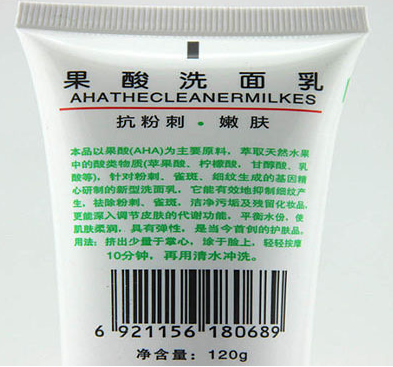 果酸洗面乳
AHATHECLEANERMILKES
抗粉刺·嫩肤
本品以果酸(AHA)为主要原料，萃取天然水果
中的酸类物质(苹果酸、柠檬酸、甘醇酸、乳
酸等)，针对粉刺、雀斑、细纹生成的基因精
心研制的新型洗面乳，它能有效地抑制细纹产
生，祛除粉刺、雀斑，洁净污垢及残留化妆品，
更能深入调节皮肤的代谢功能，平衡水份，使
肌肤柔润，具有弹性，是当今首创的护肤品。
用法：挤出少量于掌心，涂于脸上，轻轻按摩
10分钟，再用清水冲洗。
6 921156 180689
净含量：120g